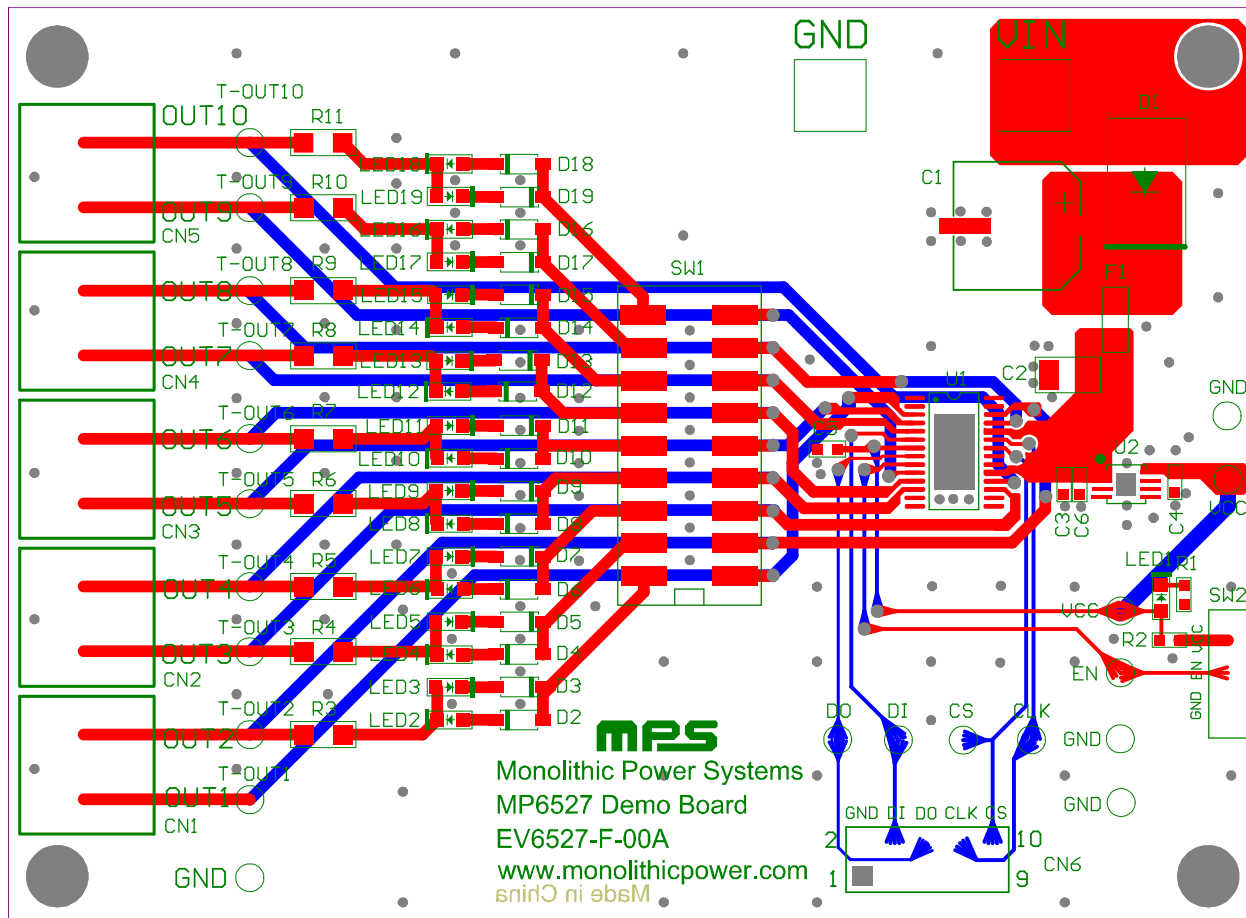 GND VIN
T-OUT10
OUT10 R11
D1
LED18 D18
C1
T-OUT9 R10
LED19 D19
OUT9
LED16 D16
CN5
LED17 D17
T-OUT8 R9
SW1
F1
OUT8
LED15 D15
T-OUT7 R8
LED14 D14
OUT7
LED13 D13
C2 U1
CN4
LED12 D12
GND
T-OUT6 R7
LED11 D11
OUT6
U2
LED10 D10
T-OUT5 R6
LED9 D9
OUT5
VCC
LED8 D8
C3 C6 C4
CN3
T-OUT4 R5
LED7 D7
LED1 R1
OUT4
LED6
SW2
T-OUT3 R4
LED5 D5
VCC
R2
OUT3
LED4 D4
GND EN VCC
CN2
EN
LED3 D3
T-OUT2 R3
LED2 D2
DO DI CS CLK
OUT2
GND
MPS
T-OUT1
Monolithic Power Systems
OUT1
MP6527 Demo Board
GND
CN1
GND DI DO CLK CS
EV6527-F-00A
2 10
CN6
GND
www.monolithicpower.com
1 9
Made in China